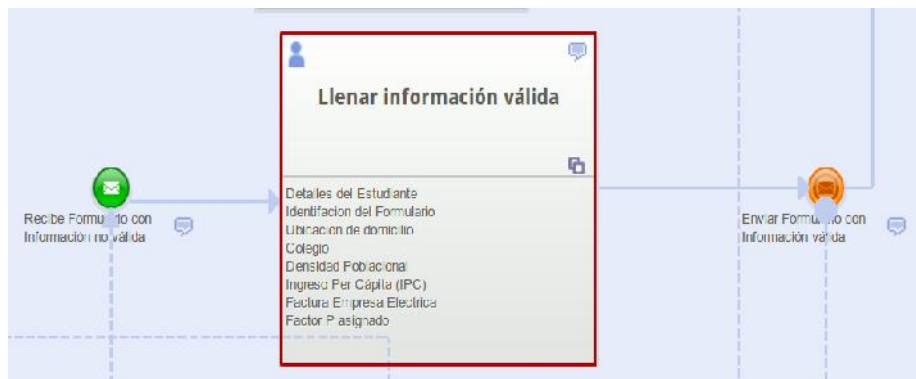 Llenar información válida
Detalles del Estudiante
Identifacion del Formulario
Ubicación de domicilio
Colegio
Densidad Poblacional
Ingreso Per Cápita (IPC)
Factura Empresa Electrica
Factor P asignado
Recibe Formulario con
Información no válida
Enviar Formulario con
Información válida